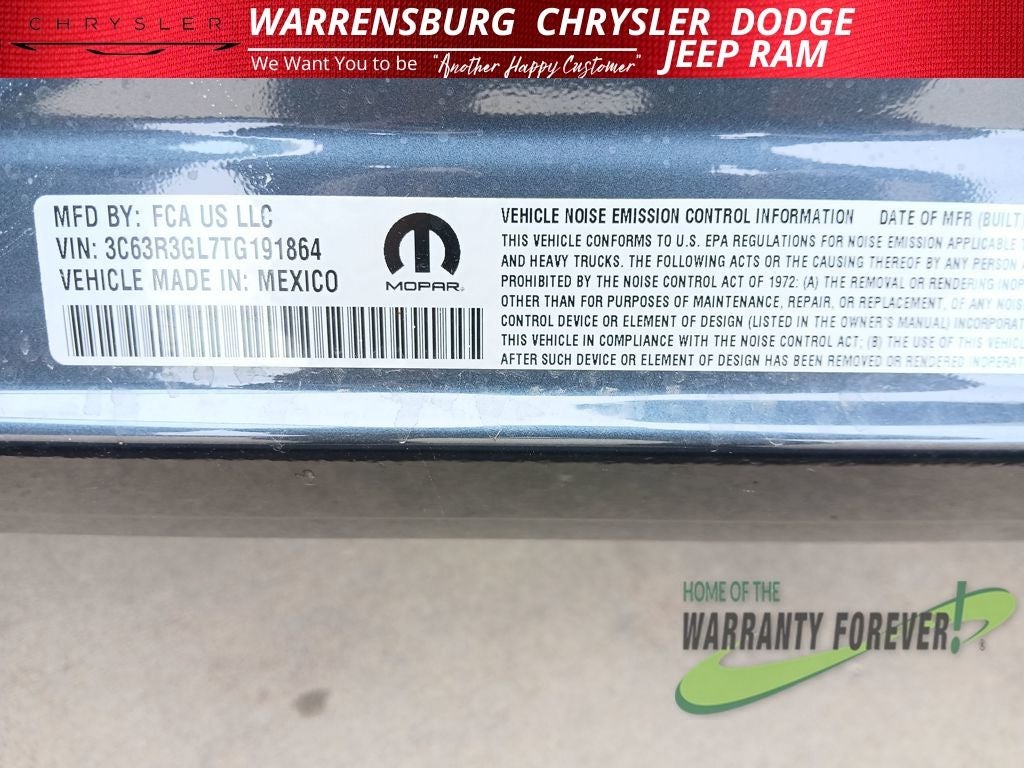 CHRYSLER
WARRENSBURG CHRYSLER DODGE
JEEP RAM
We Want You to be "Another Happy Customer"
MFD BY: FCA US LLC
VIN: 3C63R3GL7TG191864
VEHICLE MADE IN: MEXICO
MOPAR
VEHICLE NOISE EMISSION CONTROL INFORMATION DATE OF MFR (BUILT)
THIS VEHICLE CONFORMS TO U.S. EPA REGULATIONS FOR NOISE EMISSION APPLICABLE
AND HEAVY TRUCKS. THE FOLLOWING ACTS OR THE CAUSING THEREOF BY ANY PERSON
PROHIBITED BY THE NOISE CONTROL ACT OF 1972: (A) THE REMOVAL OR RENDERING INOP
OTHER THAN FOR PURPOSES OF MAINTENANCE, REPAIR, OR REPLACEMENT, OF ANY NOIS
CONTROL DEVICE OR ELEMENT OF DESIGN (LISTED IN THE OWNER'S MANUAL) INCORPORAT
THIS VEHICLE IN COMPLIANCE WITH THE NOISE CONTROL ACT; (B) THE USE OF THIS VEHICL
AFTER SUCH DEVICE OR ELEMENT OF DESIGN HAS BEEN REMOVED OR RENDERED INOPERAT
HOME OF THE
WARRANTY FOREVER!®